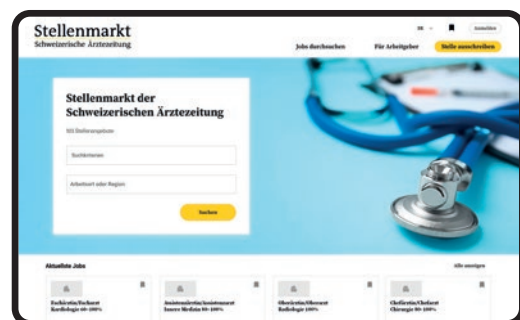 Stellenmarkt
Schweizerische Ärztezeitung
DE
Anmelden
Jobs durchsuchen
Für Arbeitgeber
Stelle ausschreiben
Stellenmarkt der
Schweizerischen Ärztezeitung
Stellenangebote
Suchkriterien
Arbeitsort oder Region
Suchen
Aktuellste Jobs
Alle anzeigen
Fachärztin/Facharzt
Kardiologie 60-100%
Assistenzärztin/Assistenzarzt
Innere Medizin 80-100%
Oberärztin/Oberarzt
Radiologie 100%
Chefärztin/Chefarzt
Chirurgie 80-100%